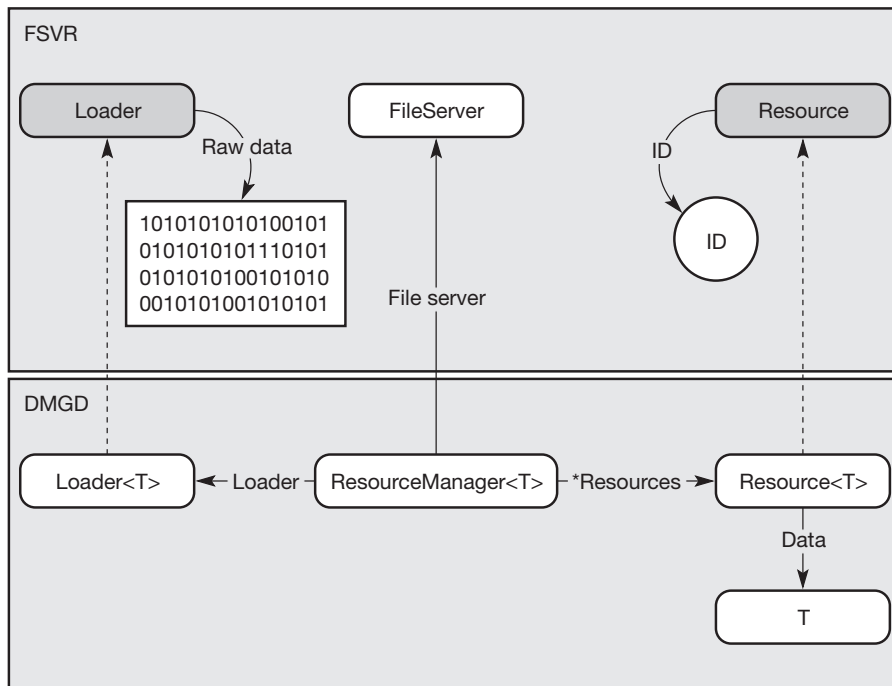 FSVR
Loader
FileServer
Resource
Raw data
ID
1010101010100101
0101010101110101
0101010100101010
0010101001010101
ID
File server
DMGD
Loader<T>
Loader
ResourceManager<T>
*Resources
Resource<T>
Data
T